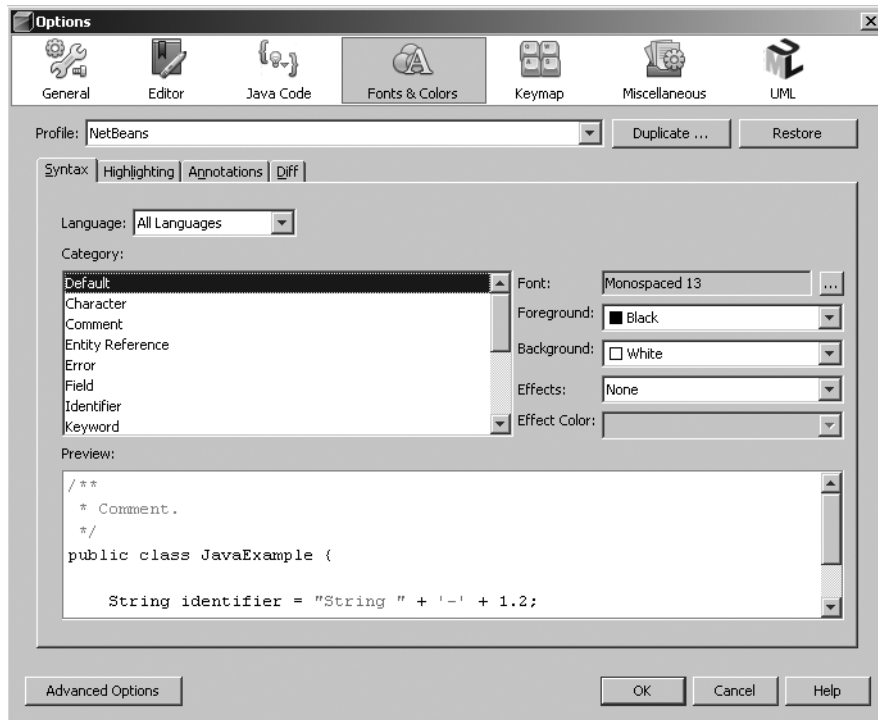 Options
General Editor Java Code Fonts & Colors Keymap Miscellaneous UML
Profile: NetBeans Duplicate ... Restore
Syntax Highlighting Annotations Diff
Language: All Languages
Category:
Default
Character
Comment
Entity Reference
Error
Field
Identifier
Keyword
Font: Monospaced 13 ...
Foreground: Black
Background: White
Effects: None
Effect Color:
Preview:
/**
 * Comment.
 */
public class JavaExample {
    String identifier = "String " + '-' + 1.2;
Advanced Options OK Cancel Help